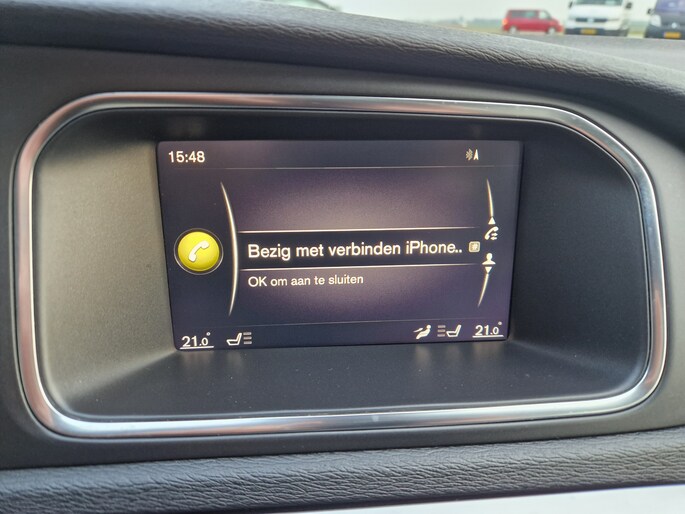 15:48
Bezig met verbinden iPhone..
OK om aan te sluiten
21.0° 21.0°